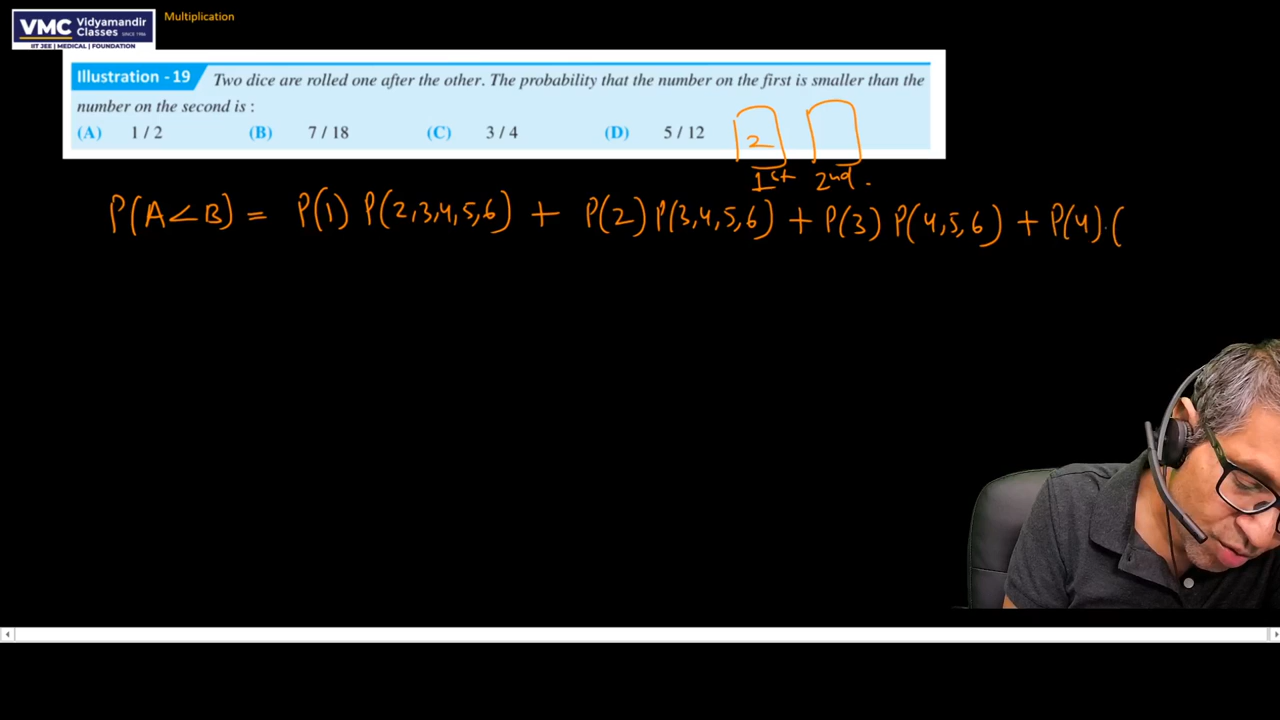 Multiplication
VMC Vidyamandir Classes SINCE 1986
IIT JEE | MEDICAL | FOUNDATION
Illustration - 19 Two dice are rolled one after the other. The probability that the number on the first is smaller than the
number on the second is :
(A) 1 / 2 (B) 7 / 18 (C) 3 / 4 (D) 5 / 12
2
1st 2nd.
P(A<B) = P(1) P(2,3,4,5,6) + P(2) P(3,4,5,6) + P(3) P(4,5,6) + P(4).(